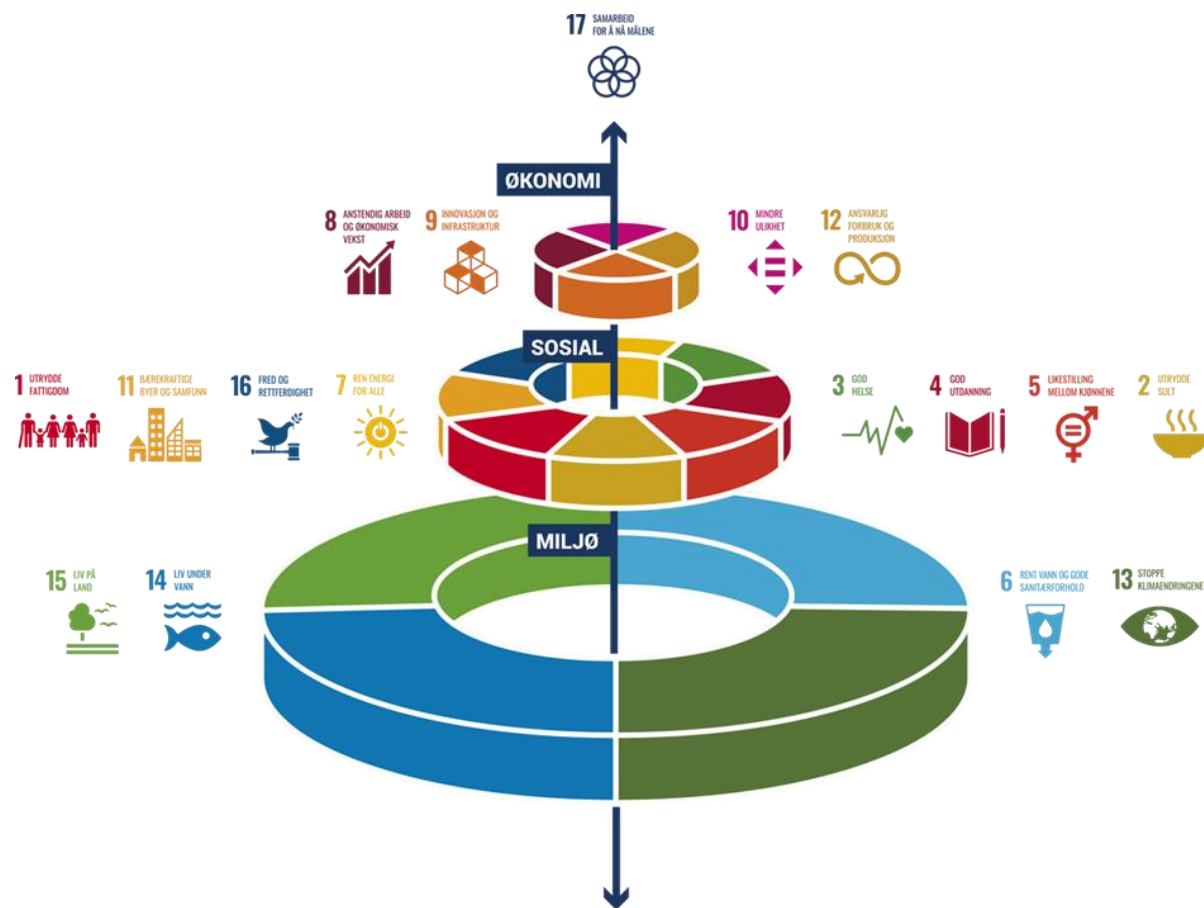 17 SAMARBEID
FOR Å NÅ MÅLENE
ØKONOMI
8 ANSTENDIG ARBEID
OG ØKONOMISK
VEKST
9 INNOVASJON OG
INFRASTRUKTUR
10 MINDRE
ULIKHET
12 ANSVARLIG
FORBRUK OG
PRODUKSJON
SOSIAL
1 UTRYDDE
FATTIGDOM
11 BÆREKRAFTIGE
BYER OG SAMFUNN
16 FRED OG
RETTFERDIGHET
7 REN ENERGI
FOR ALLE
3 GOD
HELSE
4 GOD
UTDANNING
5 LIKESTILLING
MELLOM KJØNNENE
2 UTRYDDE
SULT
MILJØ
15 LIV PÅ
LAND
14 LIV UNDER
VANN
6 RENT VANN OG GODE
SANITÆRFORHOLD
13 STOPPE
KLIMAENDRINGENE